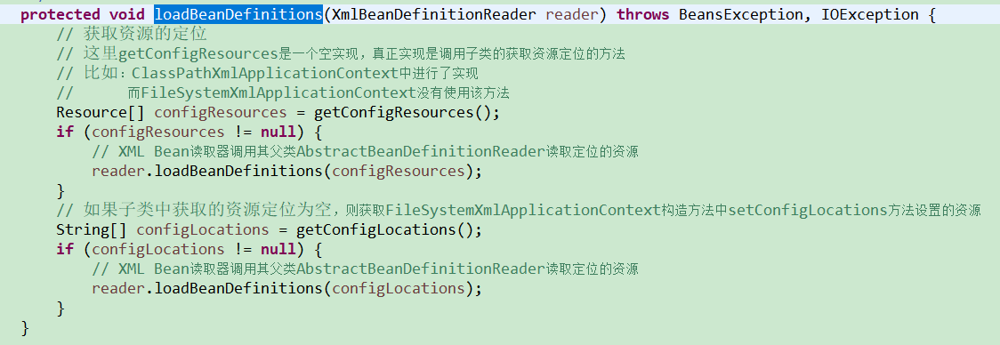 protected void loadBeanDefinitions(XmlBeanDefinitionReader reader) throws BeansException, IOException {
// 获取资源的定位
// 这里getConfigResources是一个空实现，真正实现是调用子类的获取资源定位的方法
// 比如：ClassPathXmlApplicationContext中进行了实现
// 而FileSystemXmlApplicationContext没有使用该方法
Resource[] configResources = getConfigResources();
if (configResources != null) {
// XML Bean读取器调用其父类AbstractBeanDefinitionReader读取定位的资源
reader.loadBeanDefinitions(configResources);
}
// 如果子类中获取的资源定位为空，则获取FileSystemXmlApplicationContext构造方法中setConfigLocations方法设置的资源
String[] configLocations = getConfigLocations();
if (configLocations != null) {
// XML Bean读取器调用其父类AbstractBeanDefinitionReader读取定位的资源
reader.loadBeanDefinitions(configLocations);
}
}